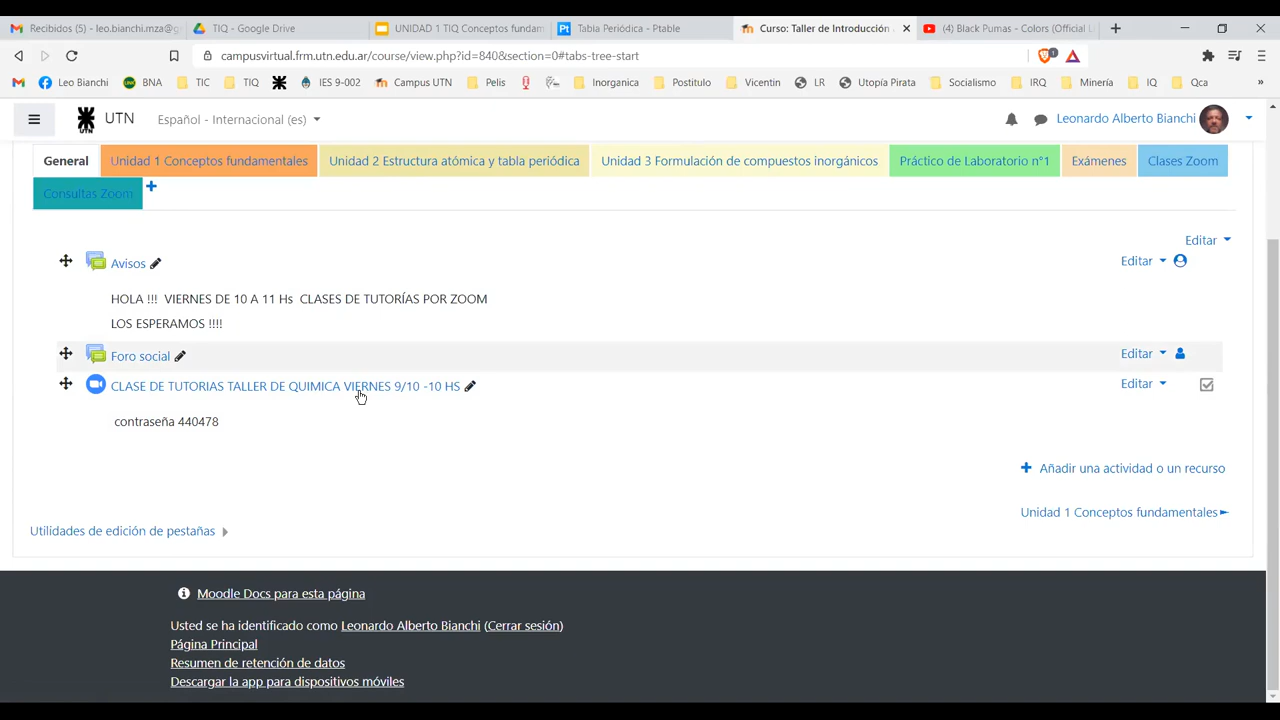 Recibidos (5) - leo.bianchi.mza@g
TIQ - Google Drive
UNIDAD 1 TIQ Conceptos fundam
Tabla Periódica - Ptable
Curso: Taller de Introducción
(4) Black Pumas - Colors (Official Li
campusvirtual.frm.utn.edu.ar/course/view.php?id=840&section=0#tabs-tree-start
1
Leo Bianchi
BNA
TIC
TIQ
IES 9-002
Campus UTN
Pelis
Inorganica
Postitulo
Vicentin
LR
Utopía Pirata
Socialismo
IRQ
Minería
IQ
Qca
UTN
UTN
Español - Internacional (es)
Leonardo Alberto Bianchi
General
Unidad 1 Conceptos fundamentales
Unidad 2 Estructura atómica y tabla periódica
Unidad 3 Formulación de compuestos inorgánicos
Práctico de Laboratorio n°1
Exámenes
Clases Zoom
Consultas Zoom
Editar
Avisos
Editar
HOLA !!! VIERNES DE 10 A 11 Hs CLASES DE TUTORÍAS POR ZOOM
LOS ESPERAMOS !!!!
Foro social
Editar
CLASE DE TUTORIAS TALLER DE QUIMICA VIERNES 9/10 -10 HS
Editar
contraseña 440478
Añadir una actividad o un recurso
Unidad 1 Conceptos fundamentales
Utilidades de edición de pestañas
Moodle Docs para esta página
Usted se ha identificado como Leonardo Alberto Bianchi (Cerrar sesión)
Página Principal
Resumen de retención de datos
Descargar la app para dispositivos móviles